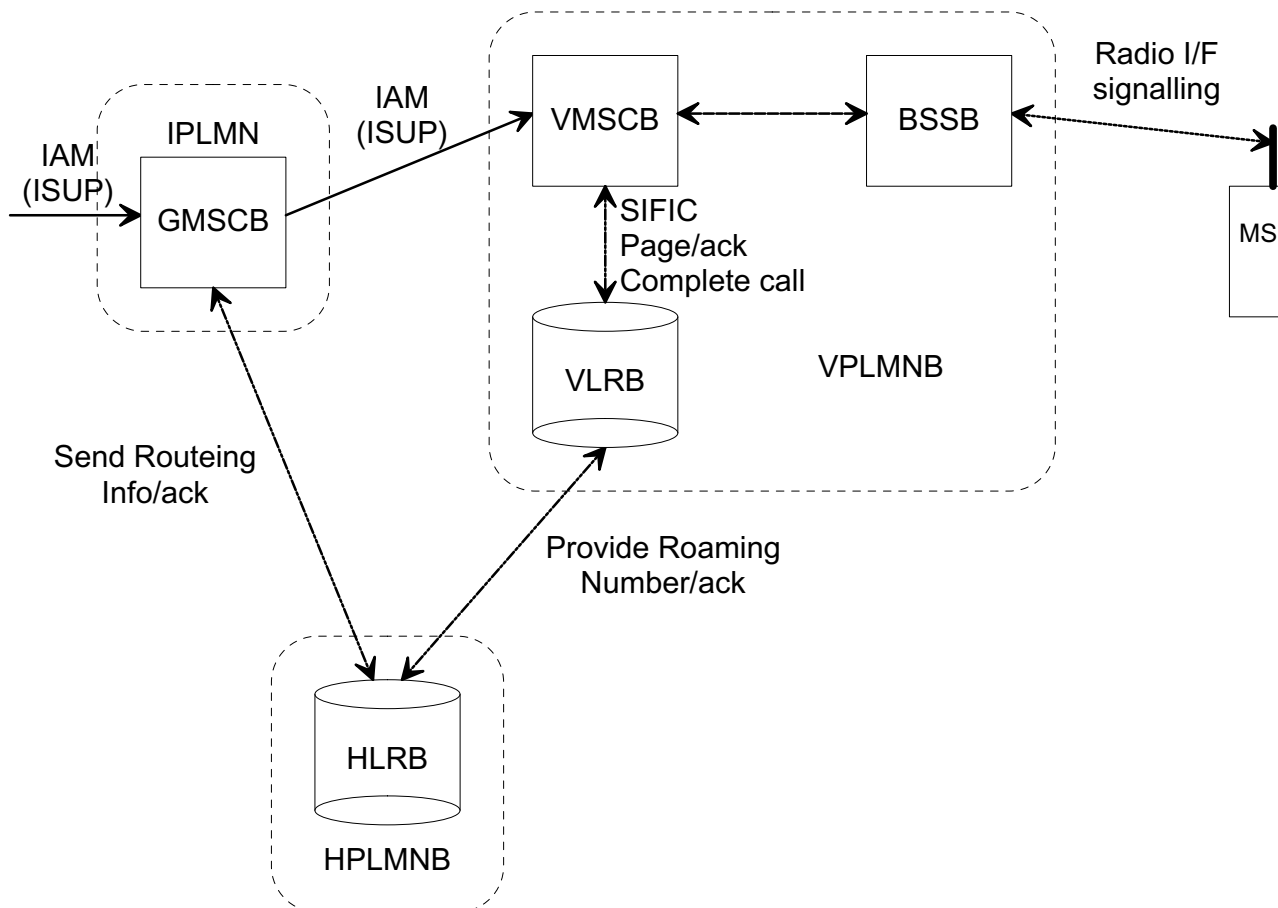 Radio I/F
signalling
IAM
(ISUP)
IPLMN
VMSCB
BSSB
IAM
(ISUP)
GMSCB
SIFIC
Page/ack
Complete call
MS
VLRB
VPLMNB
Send Routeing
Info/ack
Provide Roaming
Number/ack
HLRB
HPLMNB